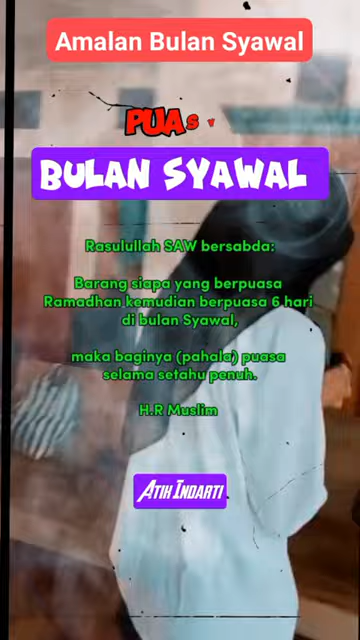 Amalan Bulan Syawal
PUAS
BULAN SYAWAL
Rasulullah SAW bersabda:
Barang siapa yang berpuasa
Ramadhan kemudian berpuasa 6 hari
di bulan Syawal,
maka baginya (pahala) puasa
selama setahu penuh.
H.R Muslim
Atik Indarti